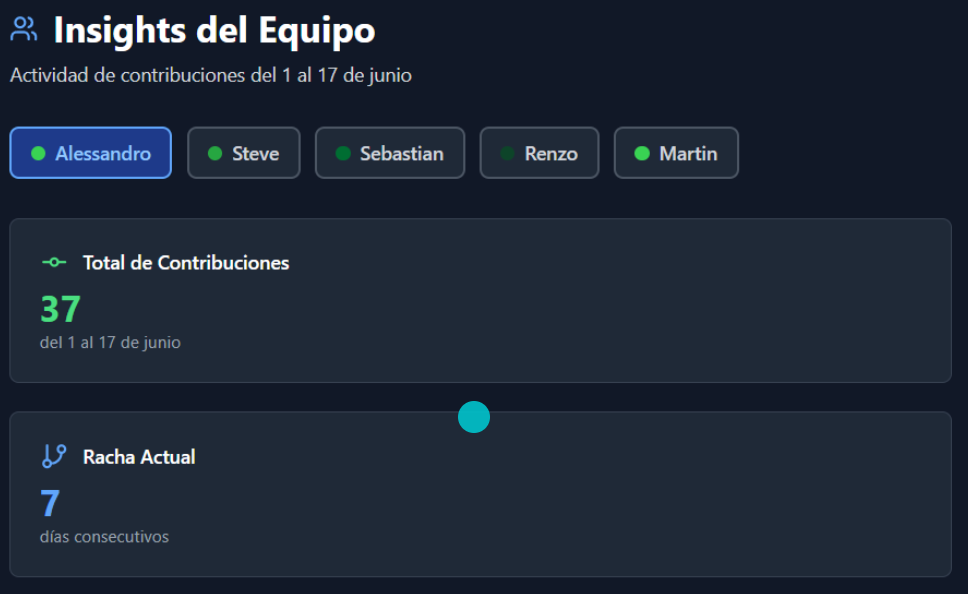 Insights del Equipo
Actividad de contribuciones del 1 al 17 de junio
Alessandro Steve Sebastian Renzo Martin
Total de Contribuciones
37
del 1 al 17 de junio
Racha Actual
7
días consecutivos